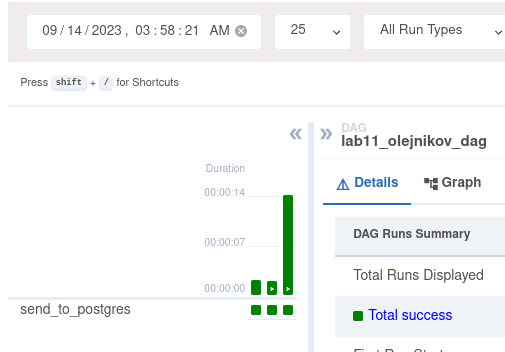 09 / 14 / 2023 , 03 : 58 : 21 AM
25
All Run Types
Press shift + / for Shortcuts
« »
DAG
lab11_olejnikov_dag
Details
Graph
Duration
00:00:14
00:00:07
00:00:00
send_to_postgres
DAG Runs Summary
Total Runs Displayed
Total success